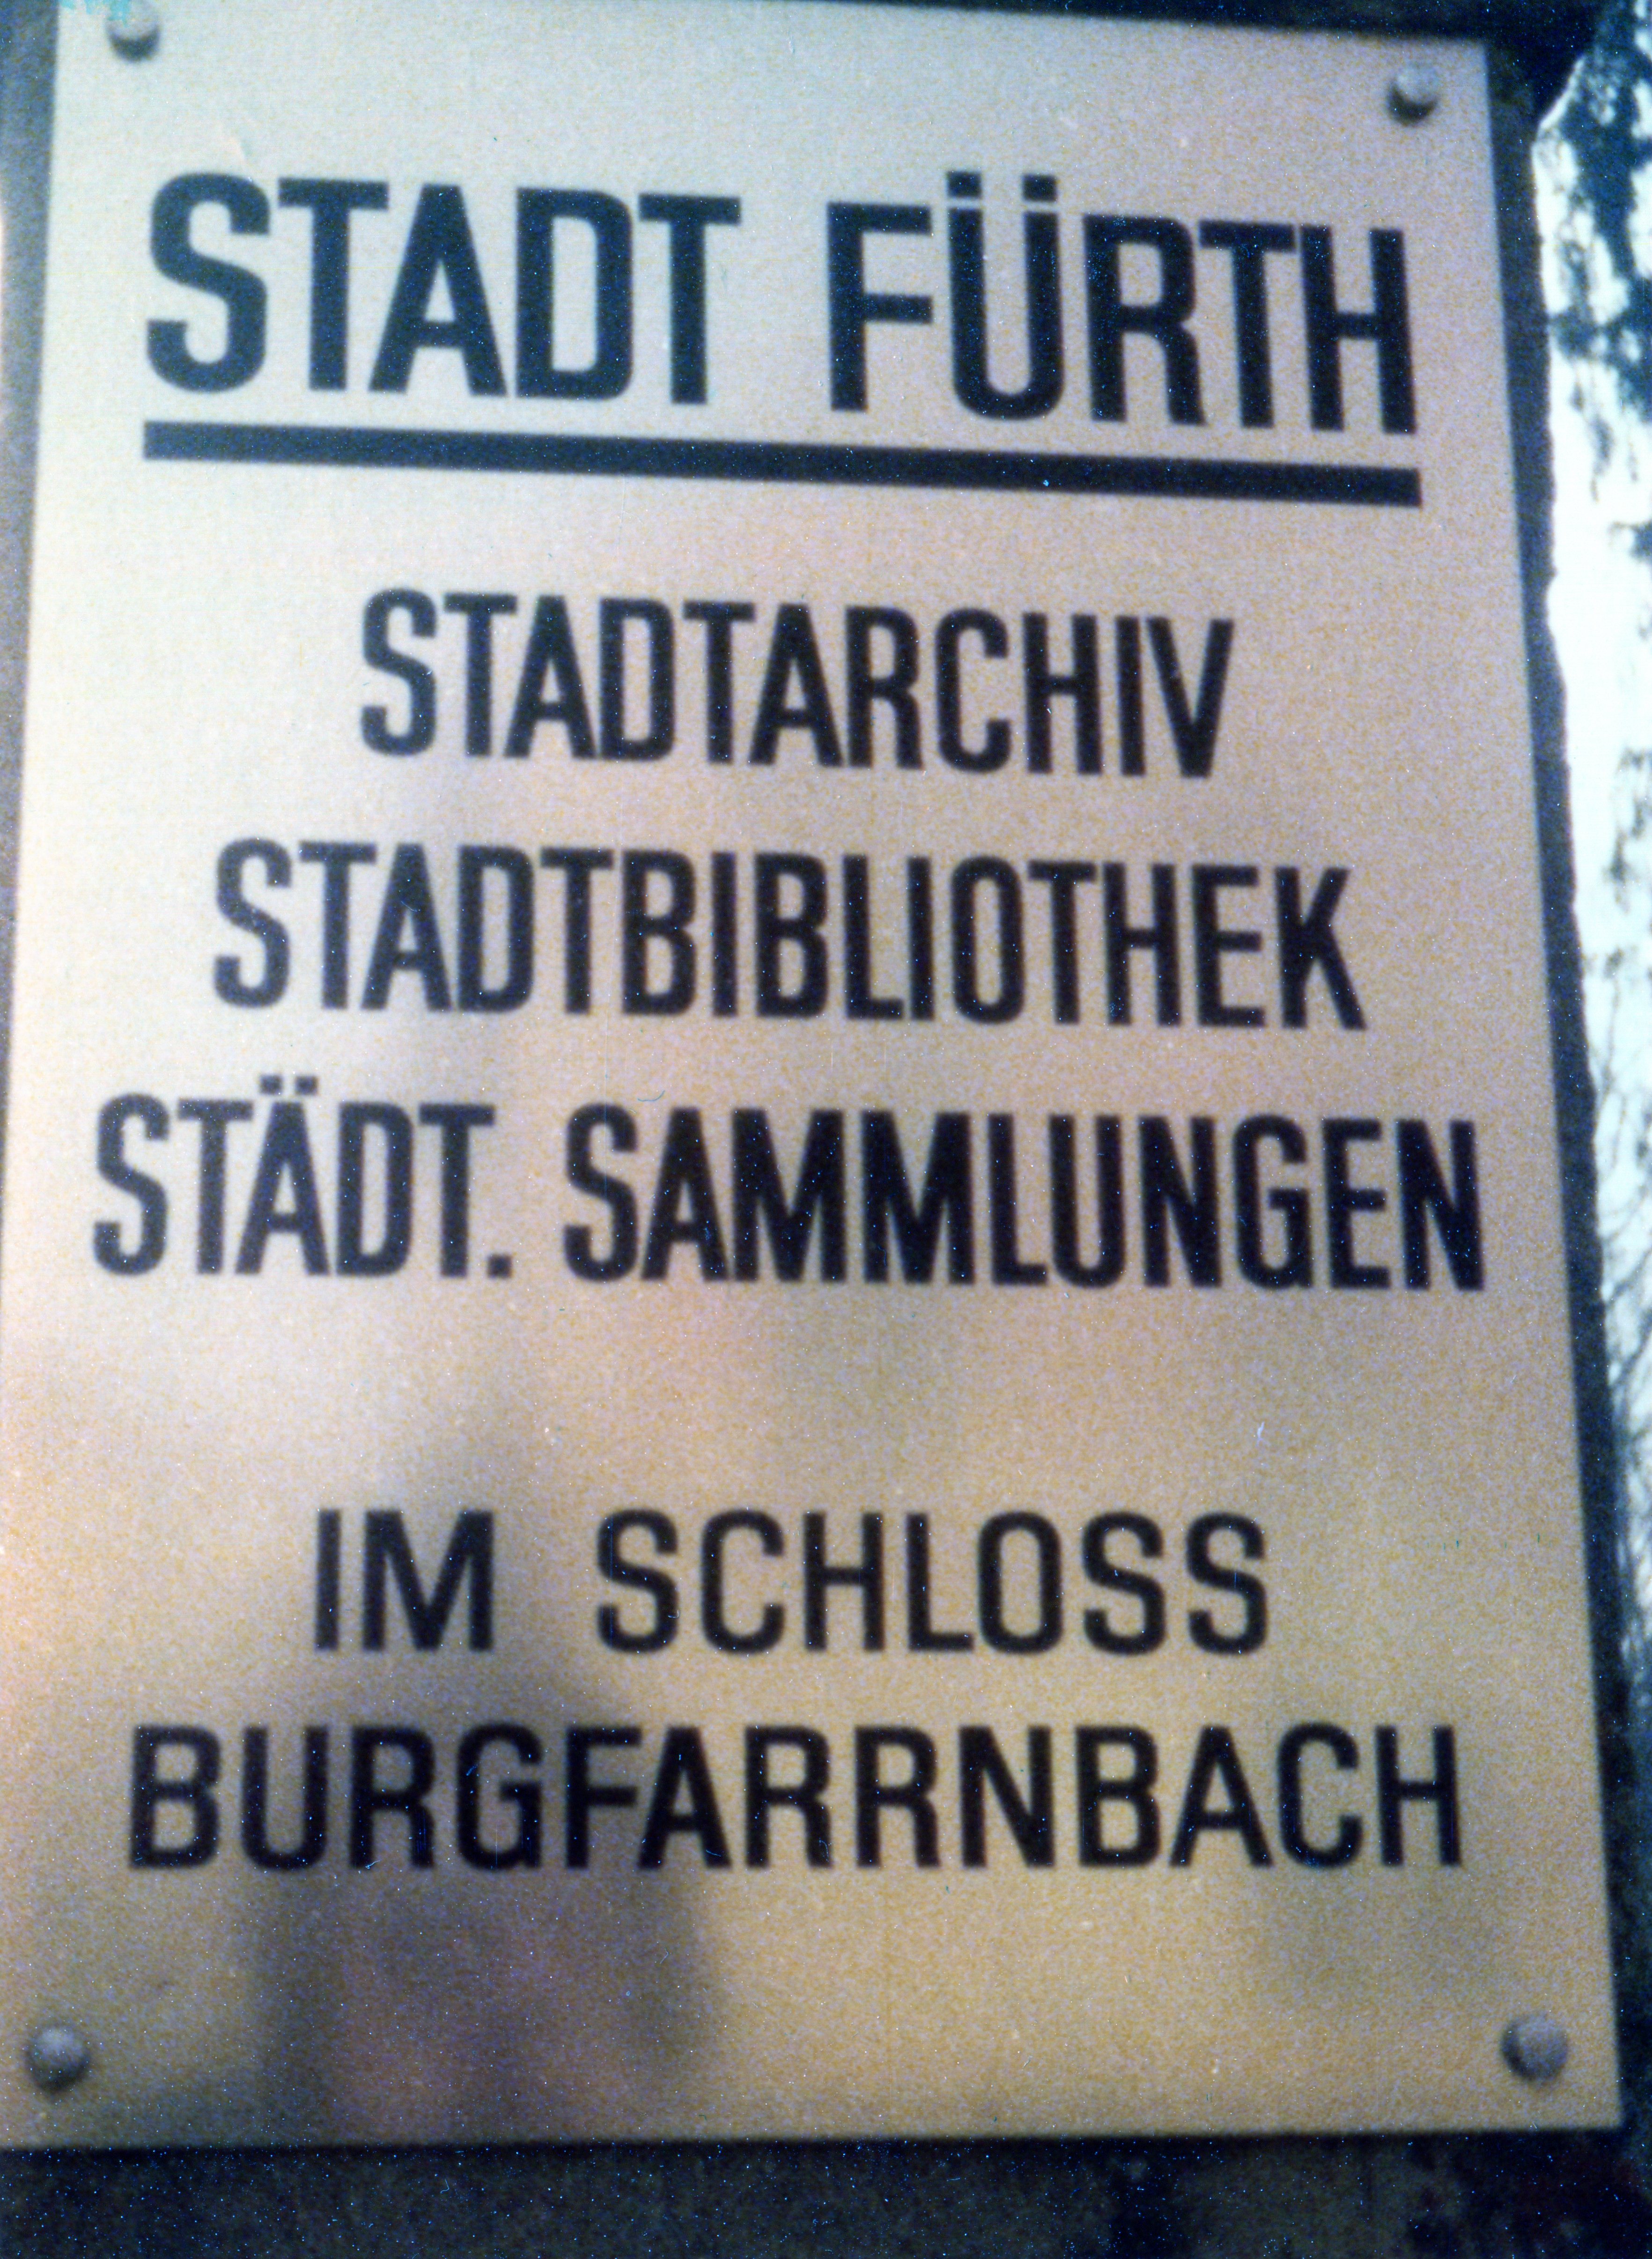 STADT FÜRTH
STADTARCHIV
STADTBIBLIOTHEK
STÄDT. SAMMLUNGEN
IM SCHLOSS
BURGFARRNBACH